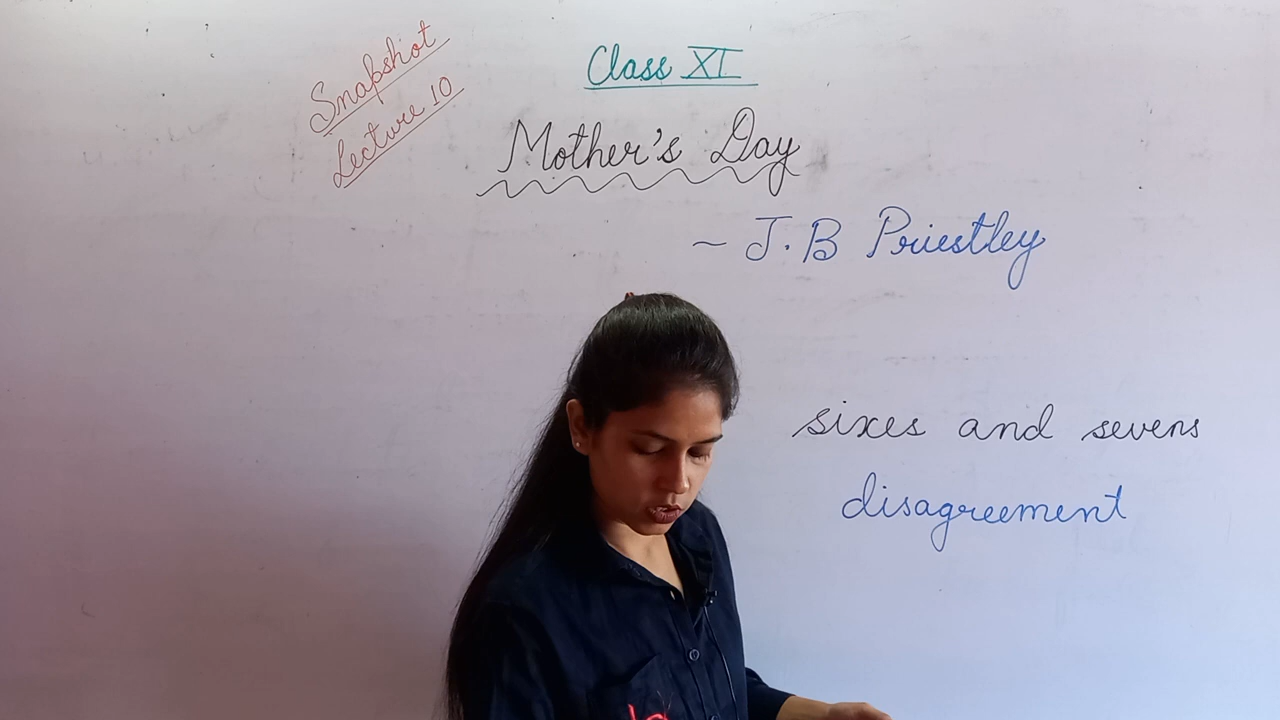 Snapshot
Lecture 10
Class XI
Mother's Day
~ J.B Priestley
sixes and sevens
disagreement